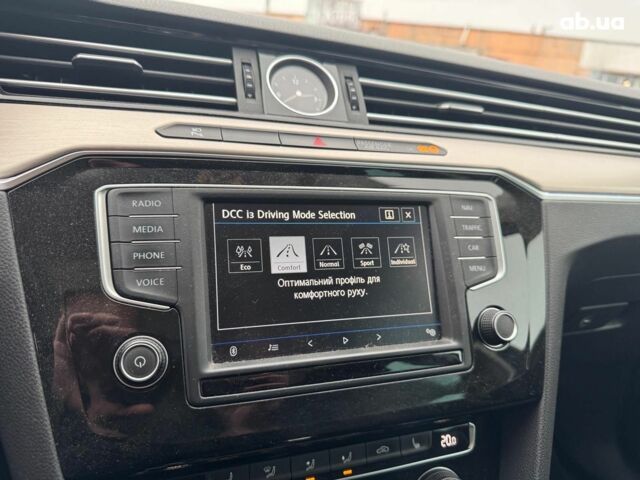 ab.ua
RADIO
MEDIA
PHONE
VOICE
DCC із Driving Mode Selection
Eco
Comfort
Normal
Sport
Individual
Оптимальний профіль для
комфортного руху.
NAV
TRAFFIC
CAR
MENU
MODE
20.0